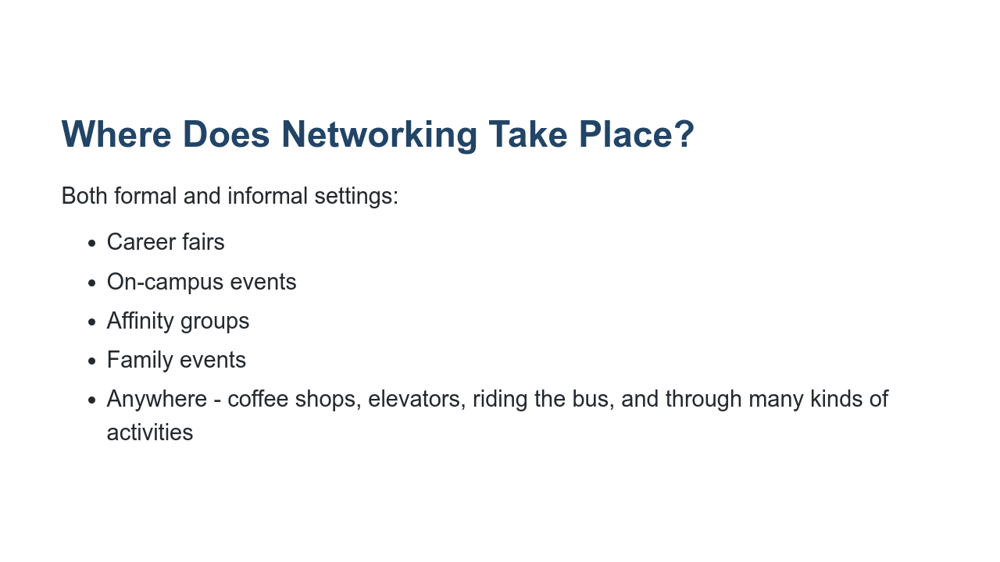 Where Does Networking Take Place?
Both formal and informal settings:
• Career fairs
• On-campus events
• Affinity groups
• Family events
• Anywhere - coffee shops, elevators, riding the bus, and through many kinds of
activities